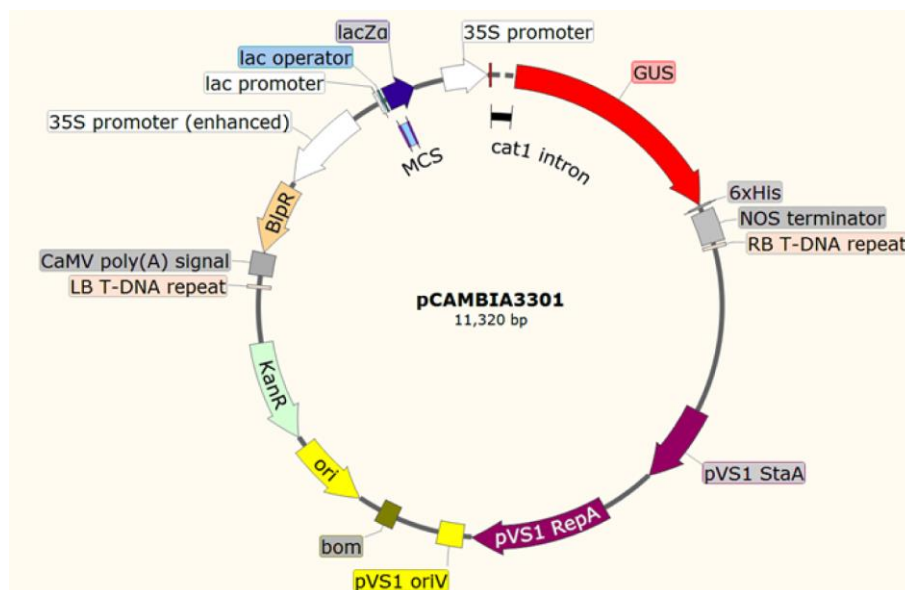 lacZα
35S promoter
lac operator
GUS
lac promoter
35S promoter (enhanced)
MCS
cat1 intron
BlpR
6xHis
NOS terminator
RB T-DNA repeat
CaMV poly(A) signal
LB T-DNA repeat
pCAMBIA3301
11,320 bp
KanR
ori
pVS1 StaA
pVS1 RepA
bom
pVS1 oriV